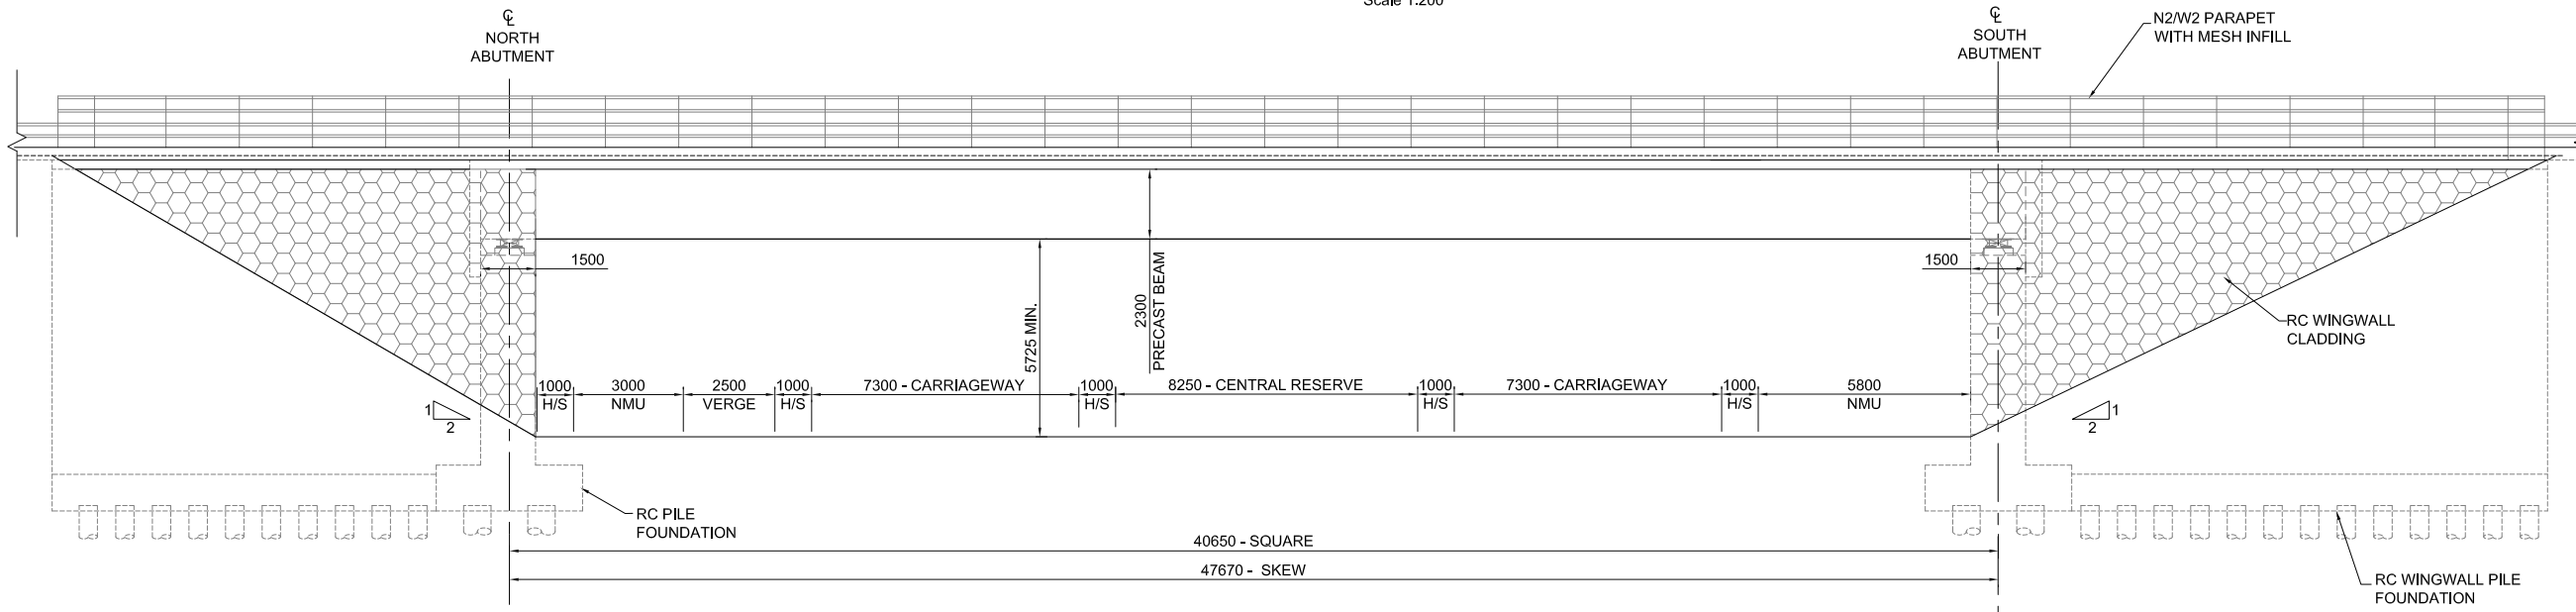 Scale 1:200
℄
NORTH
ABUTMENT
℄
SOUTH
ABUTMENT
N2/W2 PARAPET
WITH MESH INFILL
1500
1500
2300
PRECAST BEAM
5725 MIN.
RC WINGWALL
CLADDING
1000
H/S
3000
NMU
2500
VERGE
1000
H/S
7300 - CARRIAGEWAY
1000
H/S
8250 - CENTRAL RESERVE
1000
H/S
7300 - CARRIAGEWAY
1000
H/S
5800
NMU
1
2
1
2
RC PILE
FOUNDATION
40650 - SQUARE
47670 - SKEW
RC WINGWALL PILE
FOUNDATION